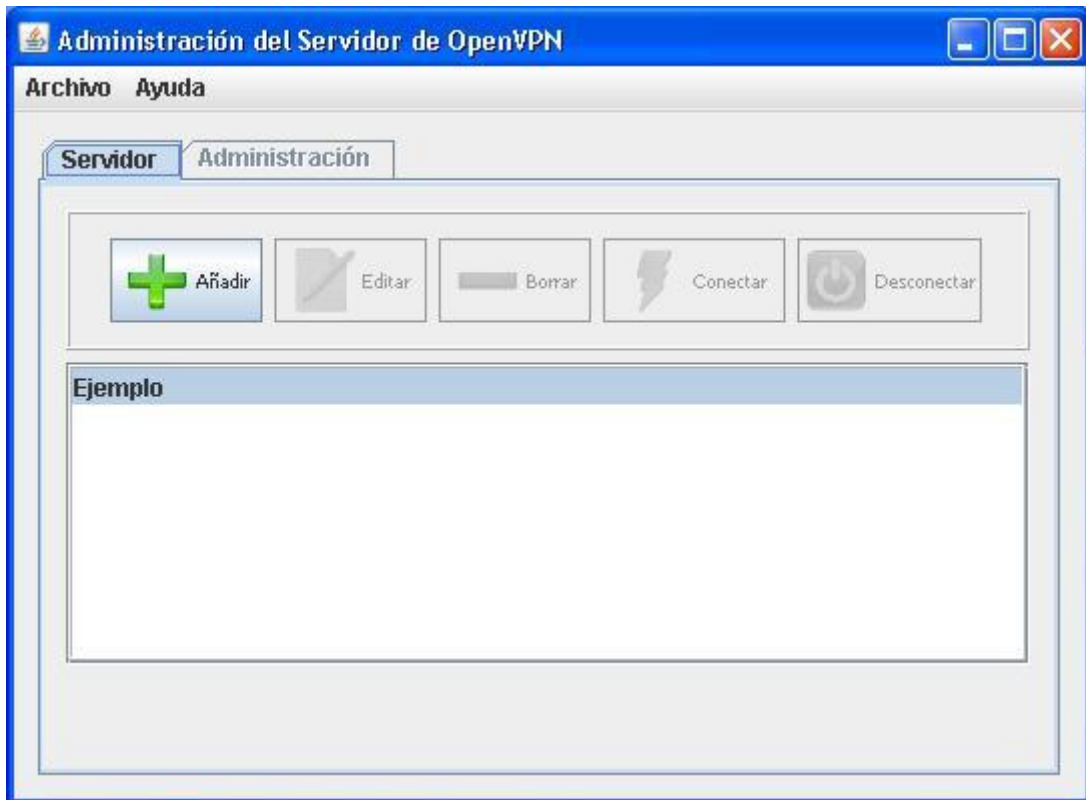 Administración del Servidor de OpenVPN
Archivo Ayuda
Servidor Administración
Añadir Editar Borrar Conectar Desconectar
Ejemplo